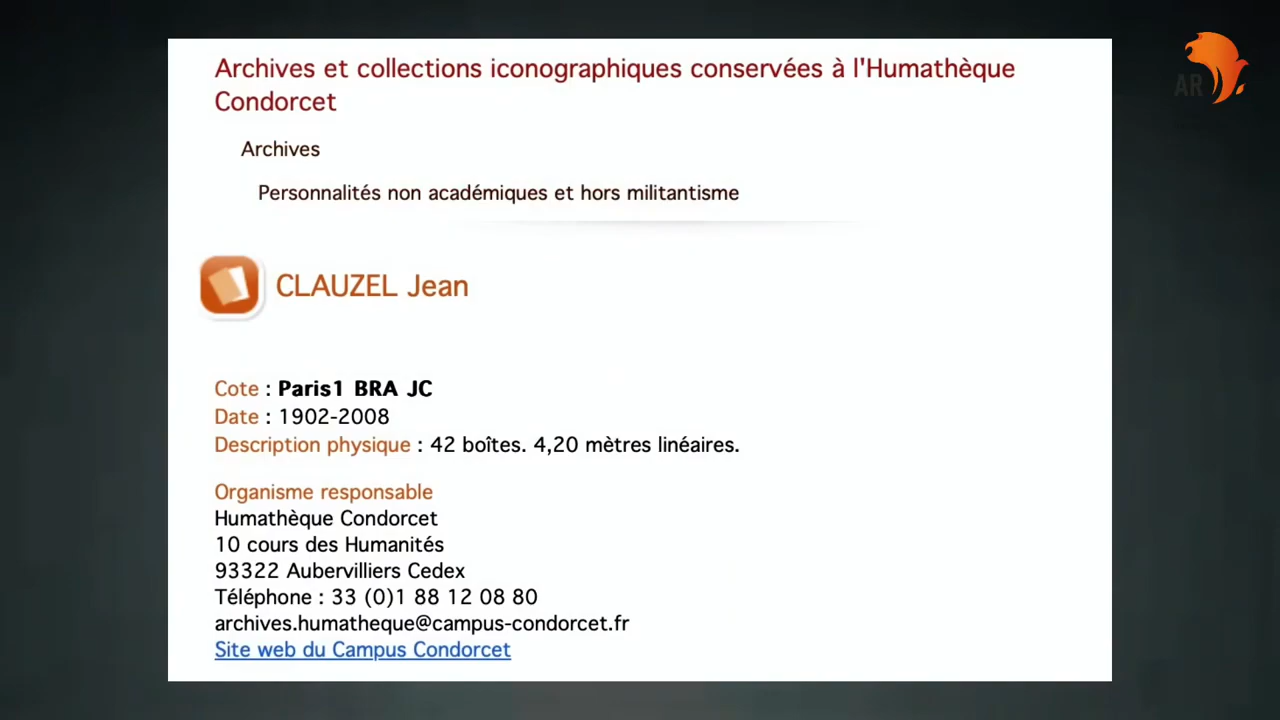 Archives et collections iconographiques conservées à l'Humathèque
Condorcet
Archives
Personnalités non académiques et hors militantisme
CLAUZEL Jean
Cote : Paris1 BRA JC
Date : 1902-2008
Description physique : 42 boîtes. 4,20 mètres linéaires.
Organisme responsable
Humathèque Condorcet
10 cours des Humanités
93322 Aubervilliers Cedex
Téléphone : 33 (0)1 88 12 08 80
archives.humatheque@campus-condorcet.fr
Site web du Campus Condorcet
AR